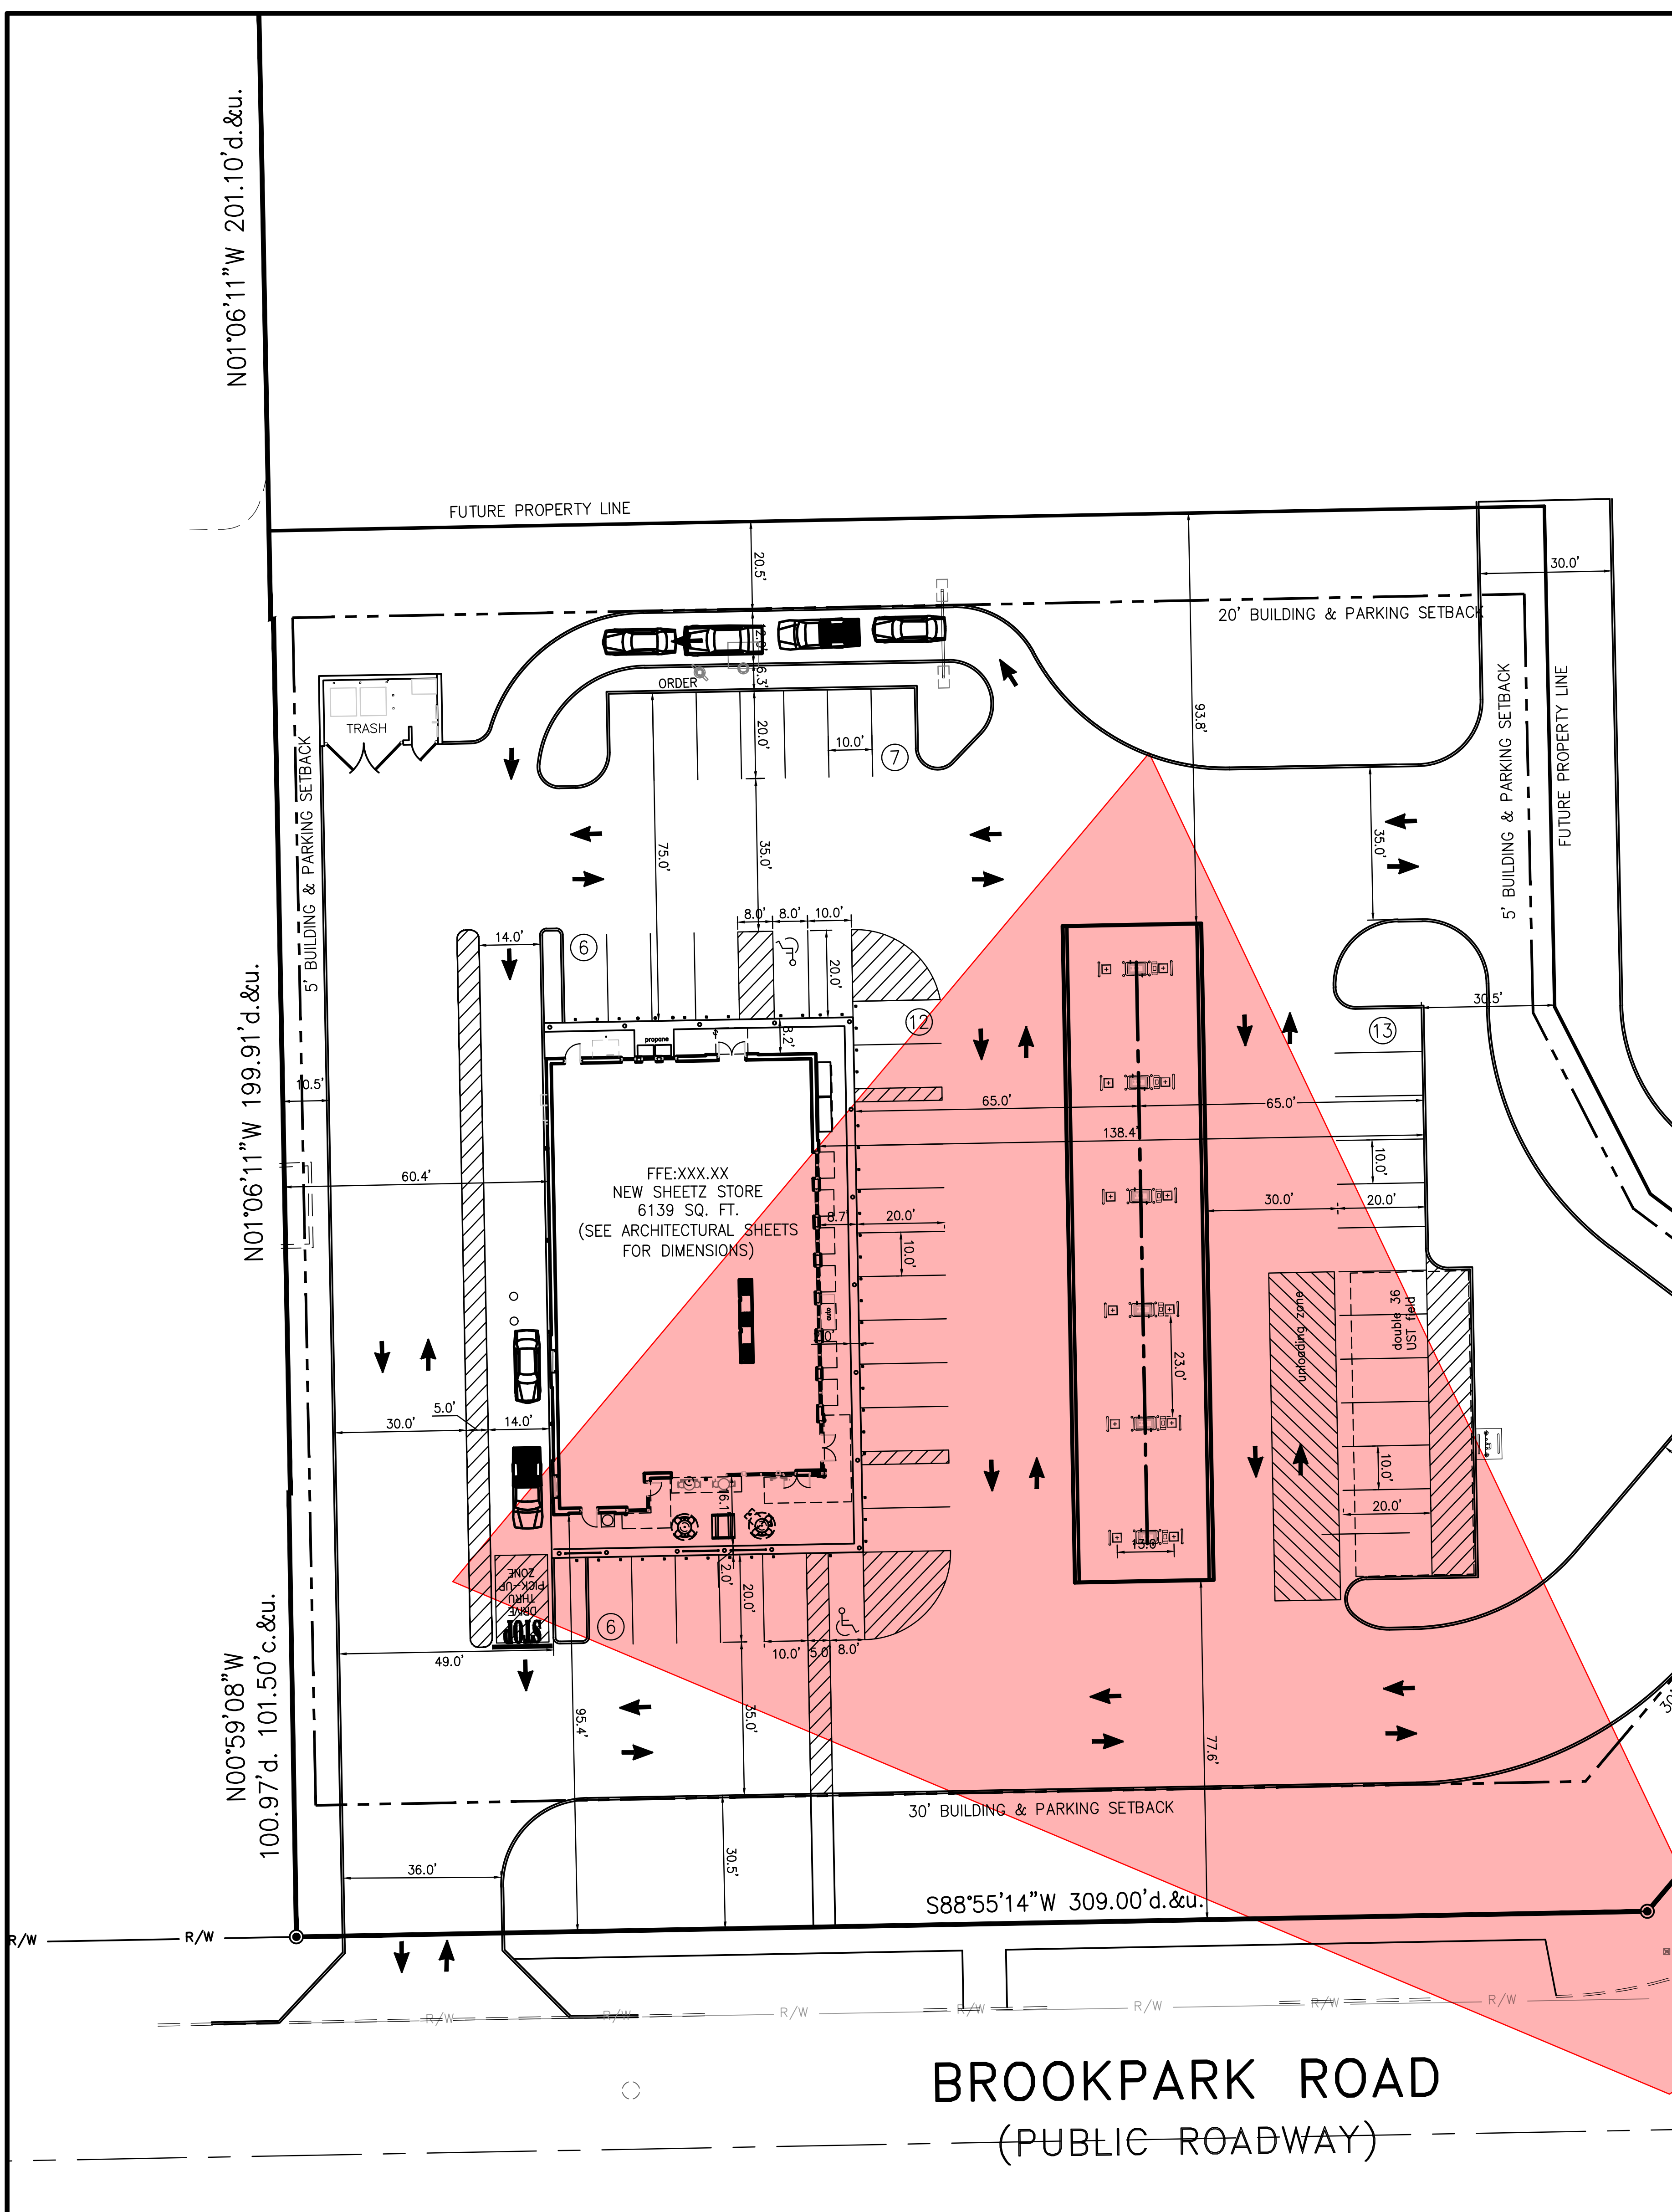 N01°06'11"W 201.10'd.&u.
FUTURE PROPERTY LINE
20.5'
30.0'
20' BUILDING & PARKING SETBACK
ORDER
6.3'
TRASH
93.8'
5' BUILDING & PARKING SETBACK
FUTURE PROPERTY LINE
5' BUILDING & PARKING SETBACK
20.0'
10.0'
7
75.0'
35.0'
35.0'
8.0'
8.0'
10.0'
14.0'
6
20.0'
12
30.5'
13
N01°06'11"W 199.91'd.&u.
propane
8.2'
10.5'
65.0'
65.0'
138.4'
10.0'
60.4'
FFE:XXX.XX
NEW SHEETZ STORE
6139 SQ. FT.
(SEE ARCHITECTURAL SHEETS
FOR DIMENSIONS)
8.7'
20.0'
10.0'
30.0'
20.0'
auto
unloading zone
double 36
UST field
23.0'
5.0'
30.0'
14.0'
16.1
10.0'
20.0'
13.0'
DRIVE
THRU
PICK-UP
ZONE
STOP
2.0'
20.0'
6
10.0'
5.0'
8.0'
49.0'
N00°59'08"W
100.97'd. 101.50'c.&u.
95.4'
35.0'
77.6'
30'
30' BUILDING & PARKING SETBACK
36.0'
30.5'
S88°55'14"W 309.00'd.&u.
R/W
R/W
R/W
R/W
R/W
R/W
R/W
R/W
R/W
BROOKPARK ROAD
(PUBLIC ROADWAY)